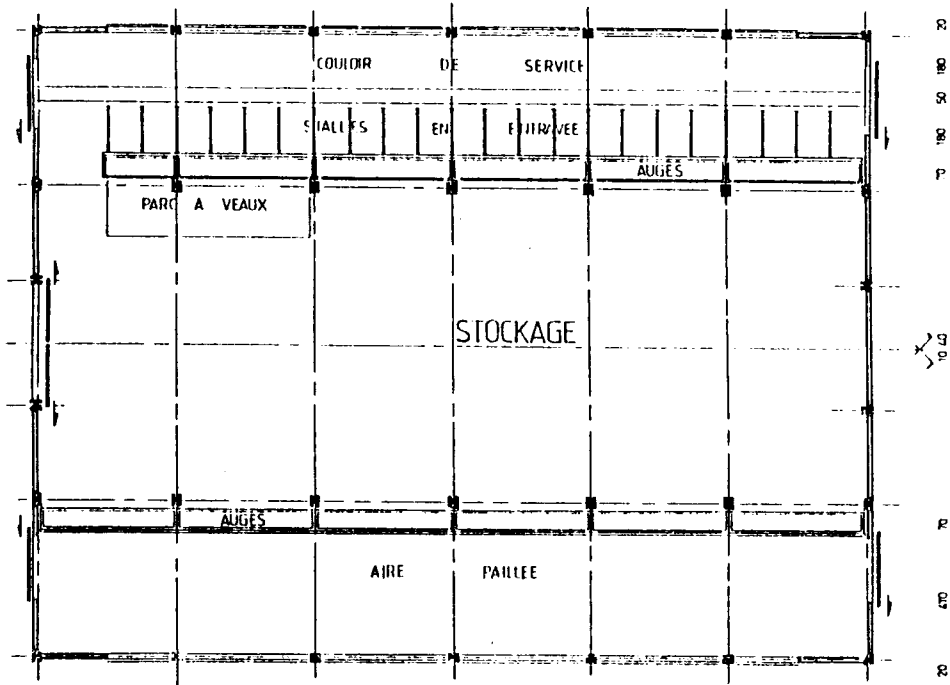 COULOIR DE SERVICE
STALLES EN ENTRAVEE
AUGES
PARC A VEAUX
STOCKAGE
AUGES
AIRE PAILLEE